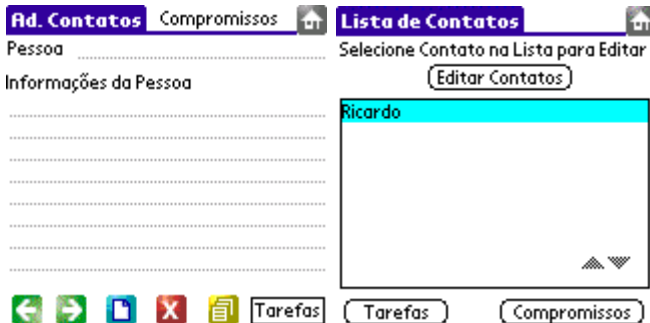 Ad. Contatos Compromissos
Pessoa
Informações da Pessoa
Tarefas
Lista de Contatos
Selecione Contato na Lista para Editar
Editar Contatos
Ricardo
Tarefas Compromissos